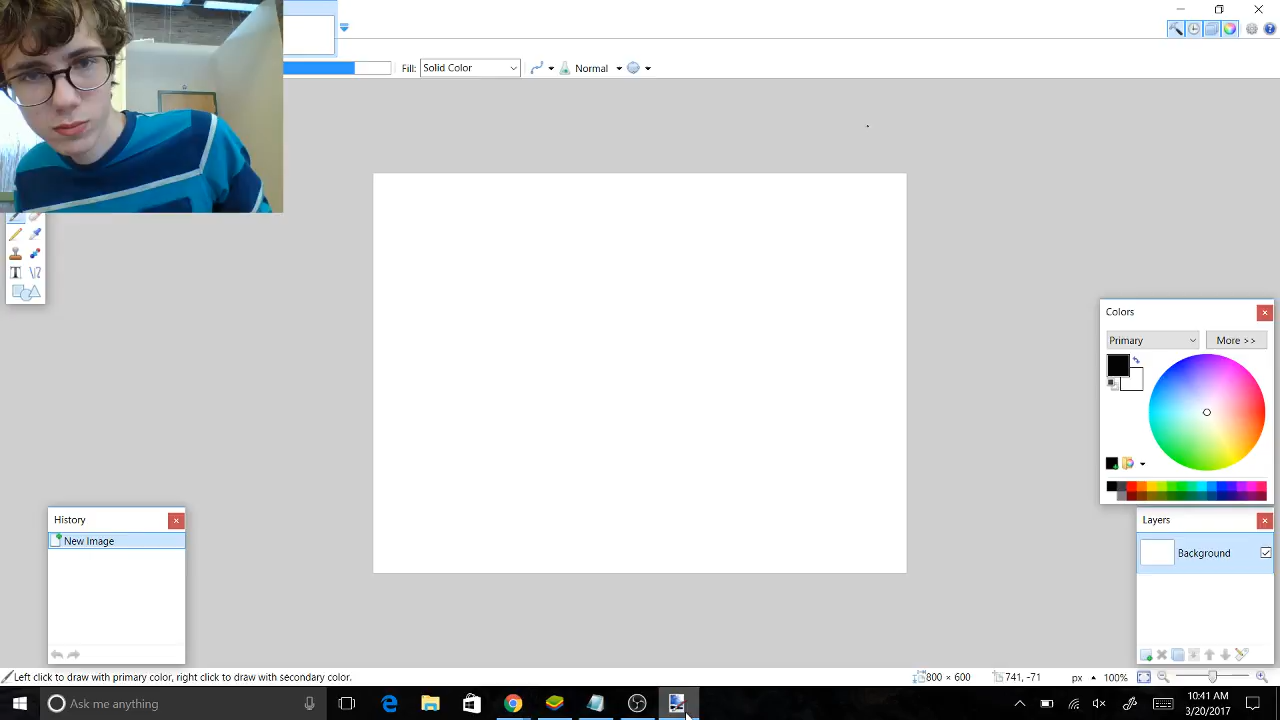 Fill:
Solid Color
Normal
Colors
Primary
More >>
History
New Image
Layers
Background
Left click to draw with primary color, right click to draw with secondary color.
800 × 600
741, -71
px
100%
Ask me anything
10:41 AM
3/20/2017